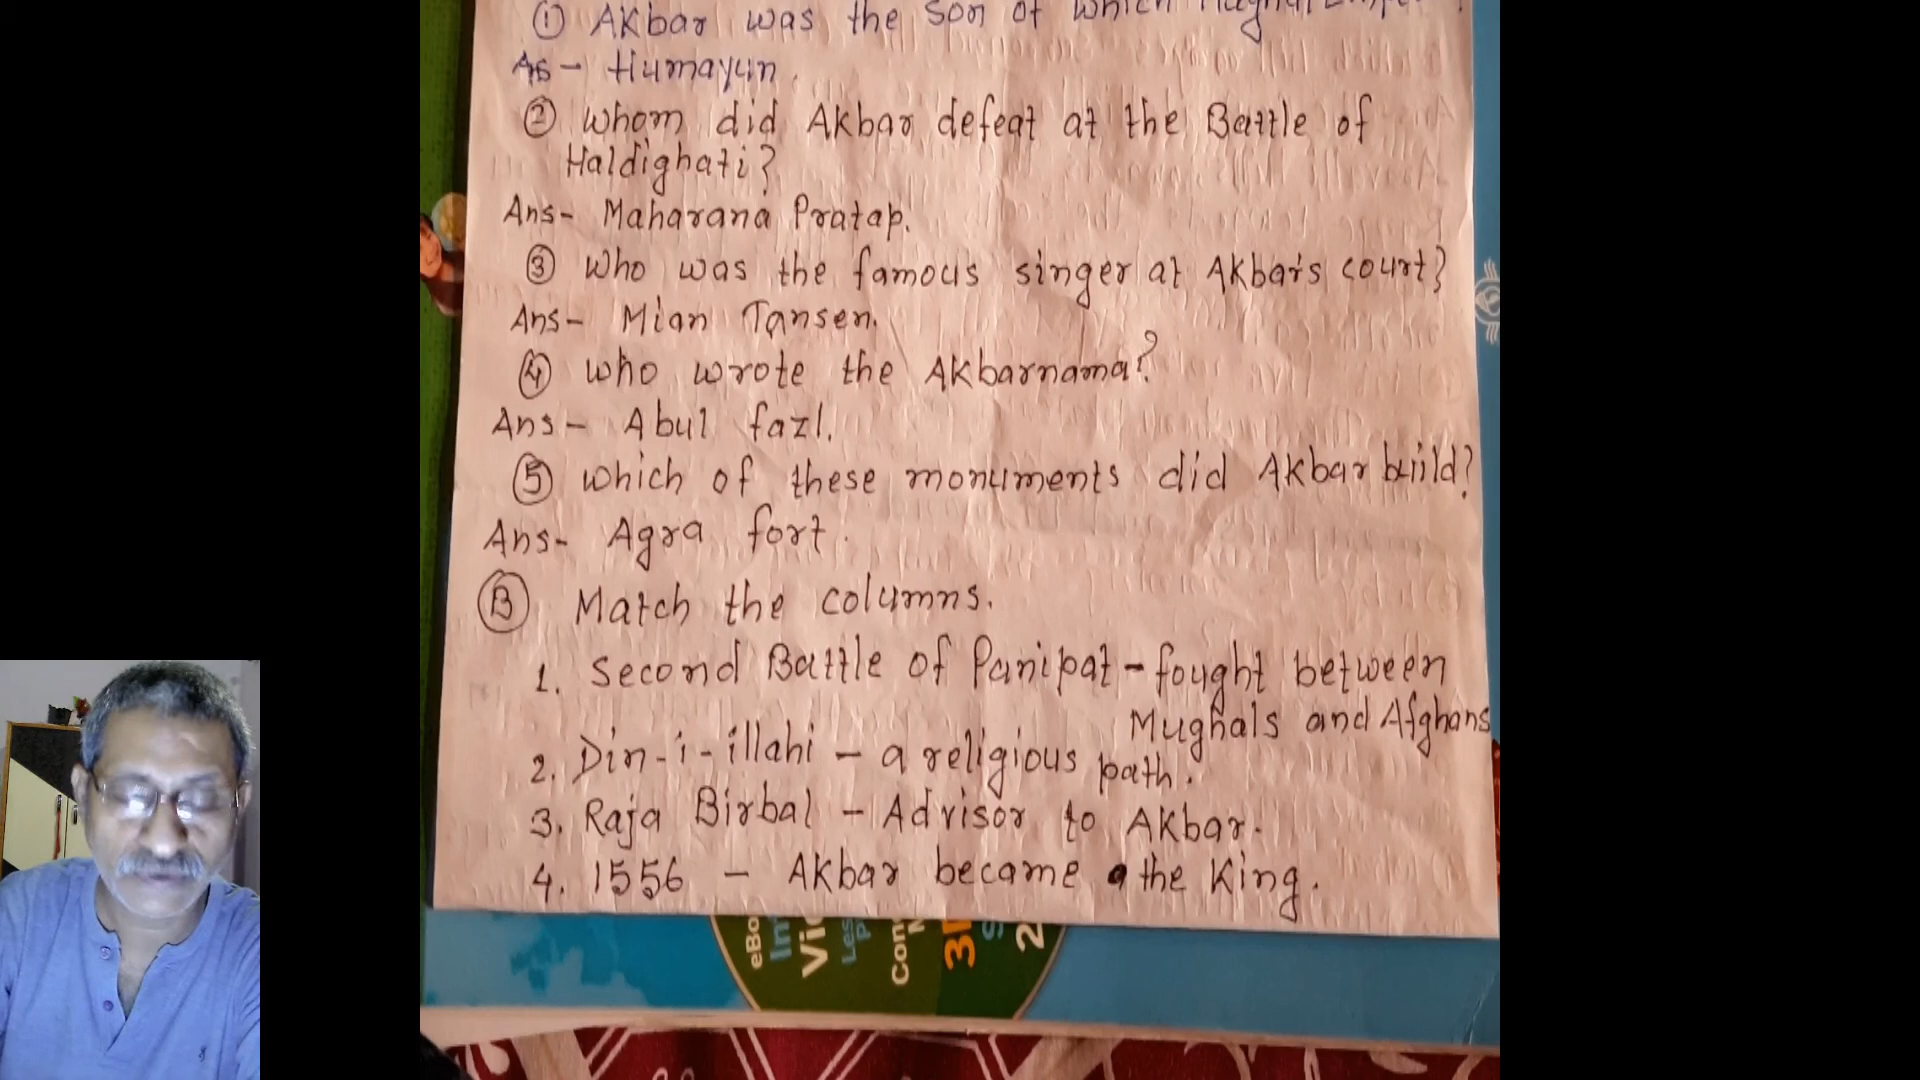 ① Akbar was the son of which
As - Humayun.
② whom did Akbar defeat at the Battle of
Haldighati?
Ans- Maharana Pratap.
③ Who was the famous singer at Akbar's court?
Ans- Mian Tansen.
④ who wrote the Akbarnama?
Ans- Abul fazl.
⑤ which of these monuments did Akbar build?
Ans- Agra fort.
Ⓑ Match the columns.
1. Second Battle of Panipat - fought between
Mughals and Afghans
2. Din-i-illahi - a religious path.
3. Raja Birbal - Advisor to Akbar.
4. 1556 - Akbar became the King.